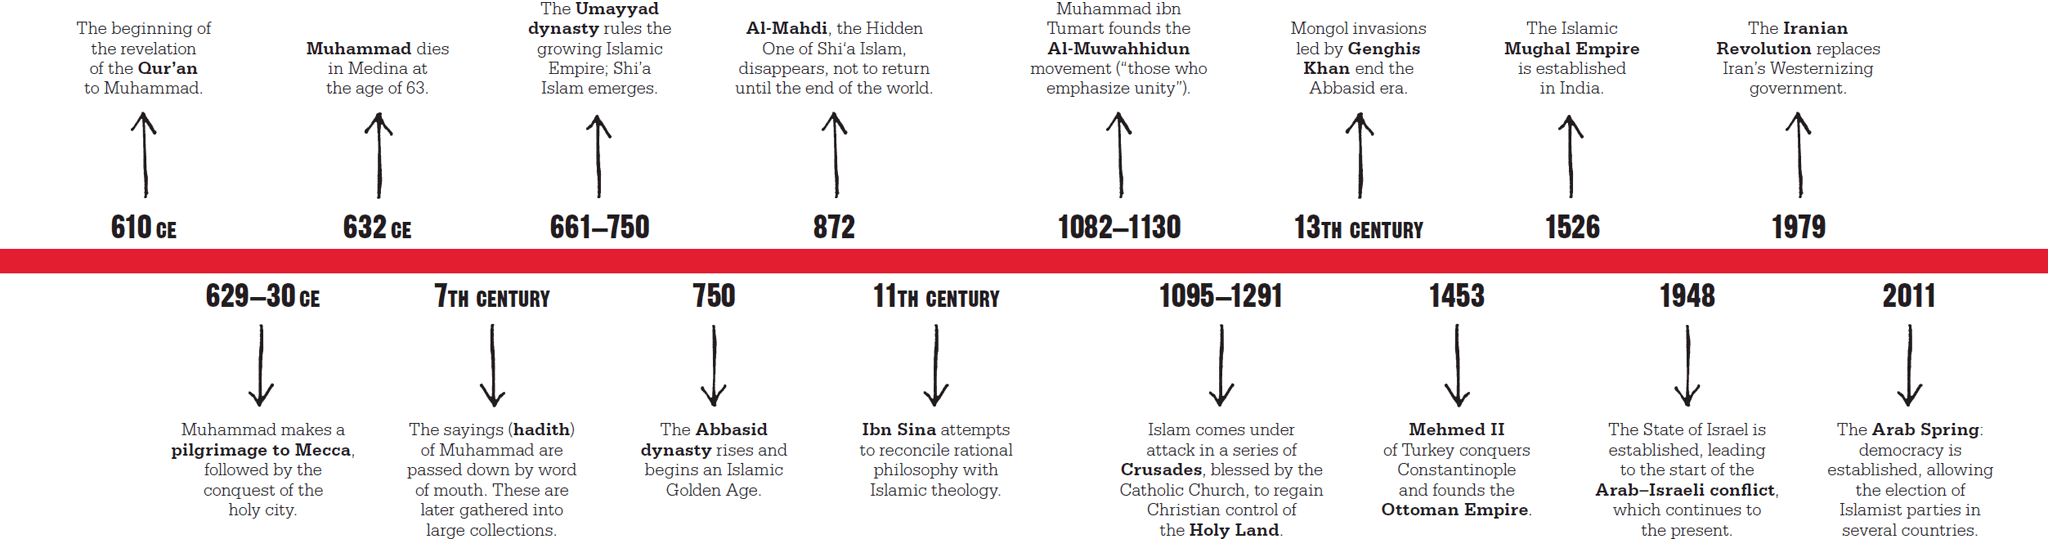 The beginning of
the revelation
of the Qur’an
to Muhammad.
610 CE
629–30 CE
Muhammad makes a
pilgrimage to Mecca,
followed by the
conquest of the
holy city.
Muhammad dies
in Medina at
the age of 63.
632 CE
7TH CENTURY
The sayings (hadith)
of Muhammad are
passed down by word
of mouth. These are
later gathered into
large collections.
The Umayyad
dynasty rules the
growing Islamic
Empire; Shi’a
Islam emerges.
661–750
750
The Abbasid
dynasty rises and
begins an Islamic
Golden Age.
Al-Mahdi, the Hidden
One of Shi‘a Islam,
disappears, not to return
until the end of the world.
872
11TH CENTURY
Ibn Sina attempts
to reconcile rational
philosophy with
Islamic theology.
Muhammad ibn
Tumart founds the
Al-Muwahhidun
movement (“those who
emphasize unity”).
1082–1130
1095–1291
Islam comes under
attack in a series of
Crusades, blessed by the
Catholic Church, to regain
Christian control of
the Holy Land.
Mongol invasions
led by Genghis
Khan end the
Abbasid era.
13TH CENTURY
1453
Mehmed II
of Turkey conquers
Constantinople
and founds the
Ottoman Empire.
The Islamic
Mughal Empire
is established
in India.
1526
1948
The State of Israel is
established, leading
to the start of the
Arab–Israeli conflict,
which continues to
the present.
The Iranian
Revolution replaces
Iran’s Westernizing
government.
1979
2011
The Arab Spring:
democracy is
established, allowing
the election of
Islamist parties in
several countries.